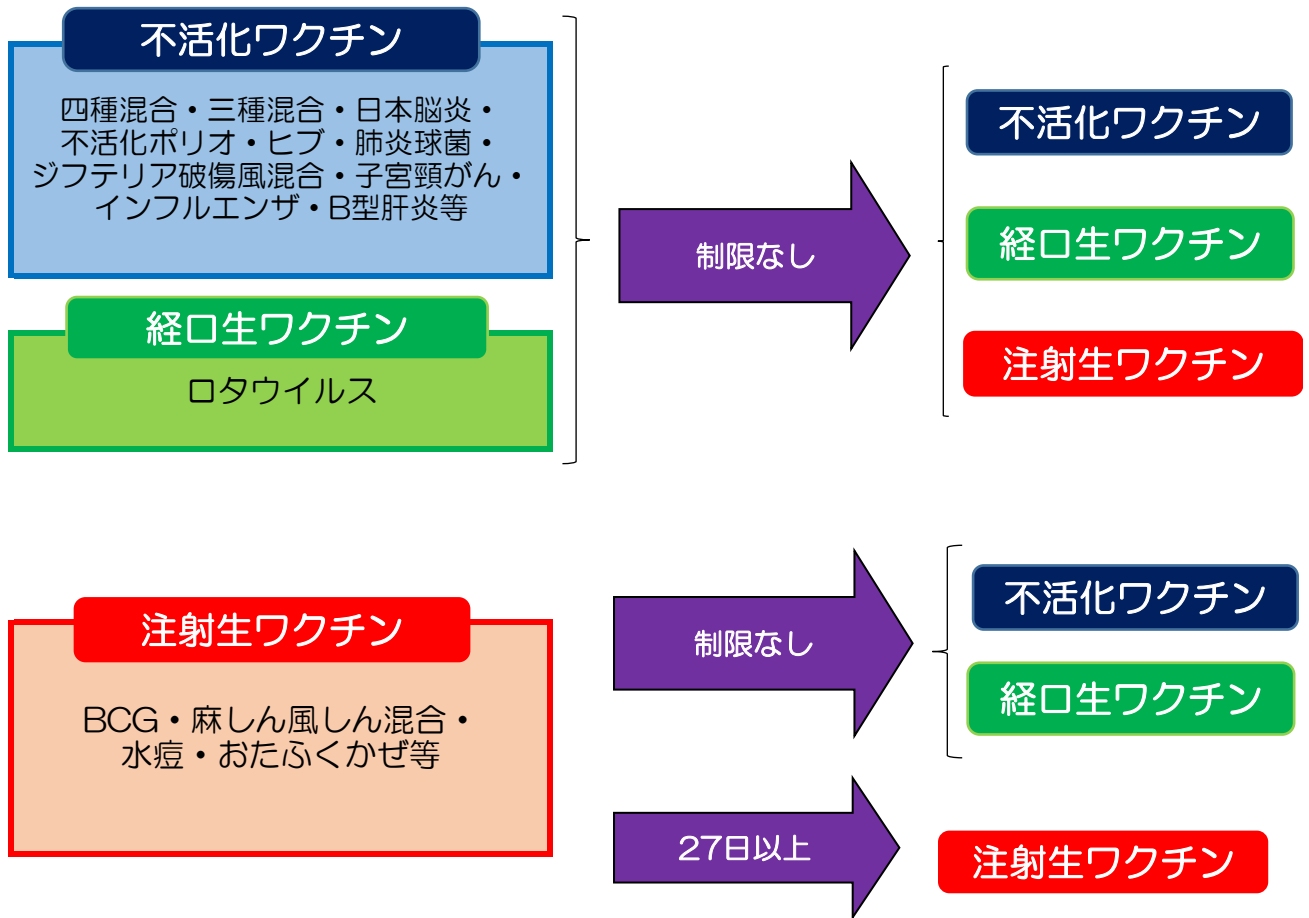 不活化ワクチン
四種混合・三種混合・日本脳炎・
不活化ポリオ・ヒブ・肺炎球菌・
ジフテリア破傷風混合・子宮頸がん・
インフルエンザ・B型肝炎等
経口生ワクチン
ロタウイルス
制限なし
不活化ワクチン
経口生ワクチン
注射生ワクチン
注射生ワクチン
BCG・麻しん風しん混合・
水痘・おたふくかぜ等
制限なし
不活化ワクチン
経口生ワクチン
27日以上
注射生ワクチン